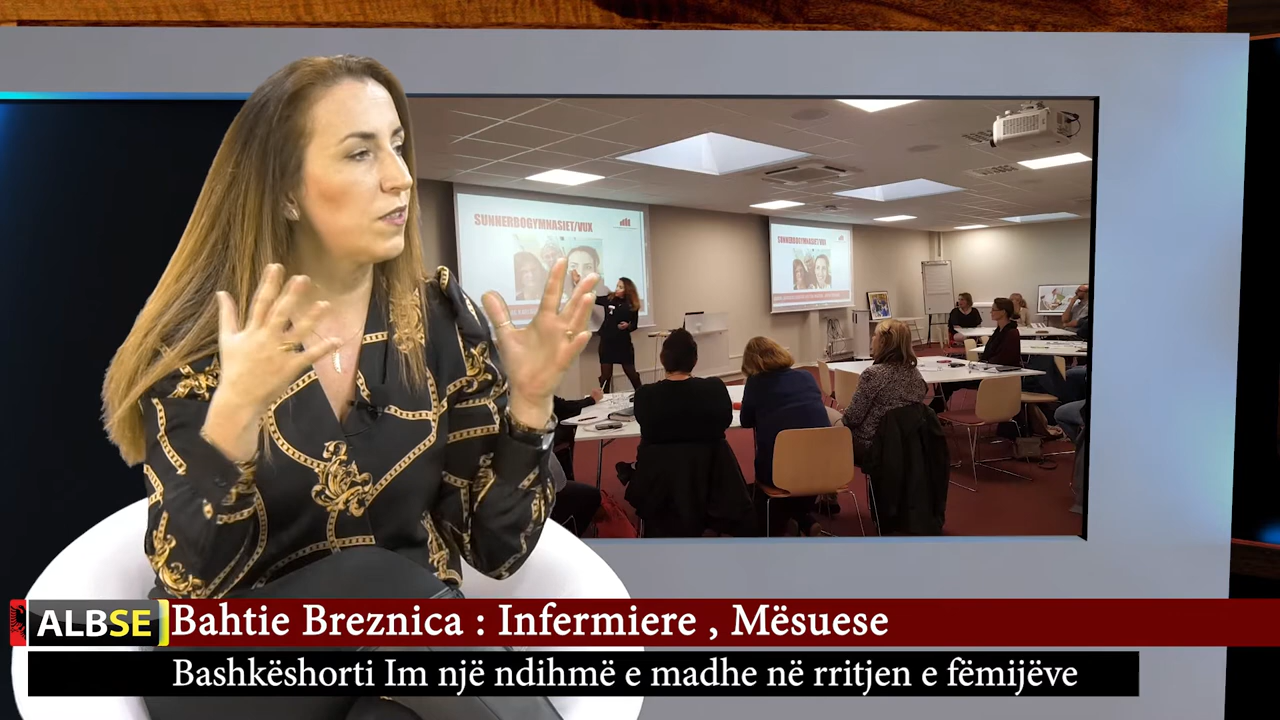 SUNNERBOGYMNASIET/VUX
SUNNERBOGYMNASIET/VUX
ALBSE
Bahtie Breznica : Infermiere , Mësuese
Bashkëshorti Im një ndihmë e madhe në rritjen e fëmijëve